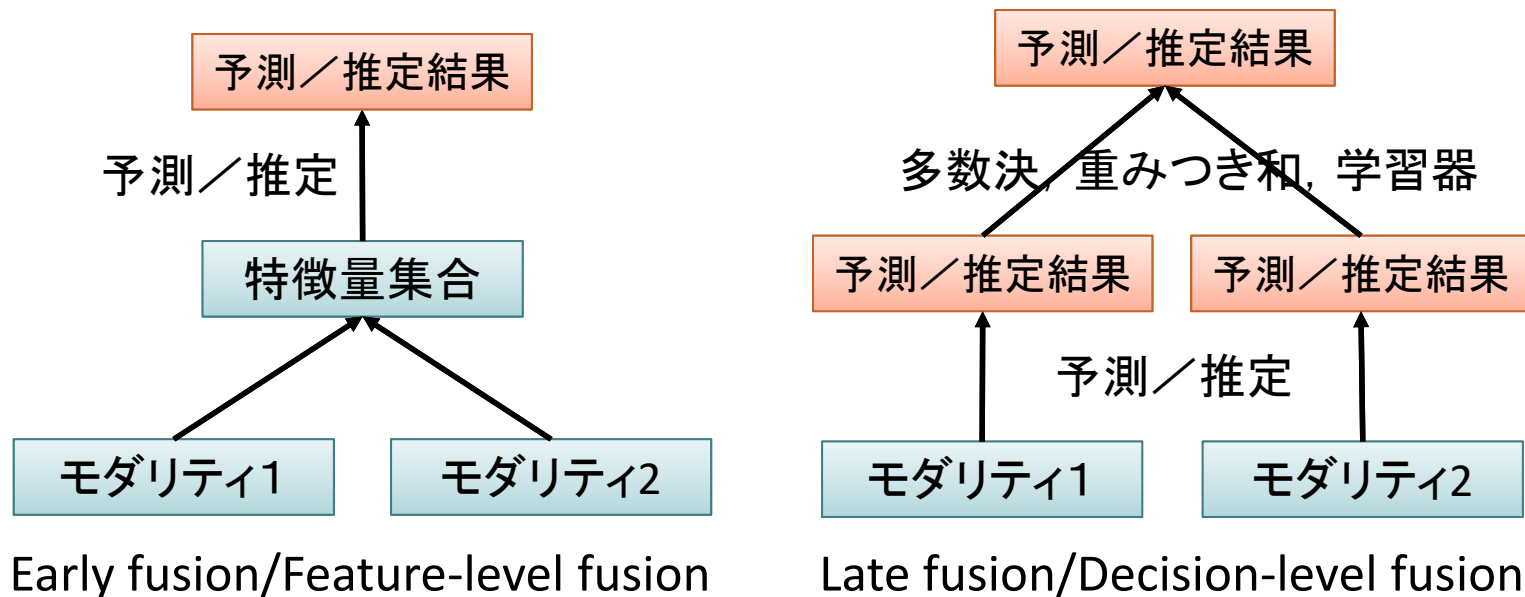 予測／推定結果
予測／推定
特徴量集合
モダリティ1
モダリティ2
Early fusion/Feature-level fusion
予測／推定結果
多数決, 重みつき和, 学習器
予測／推定結果
予測／推定結果
予測／推定
モダリティ1
モダリティ2
Late fusion/Decision-level fusion